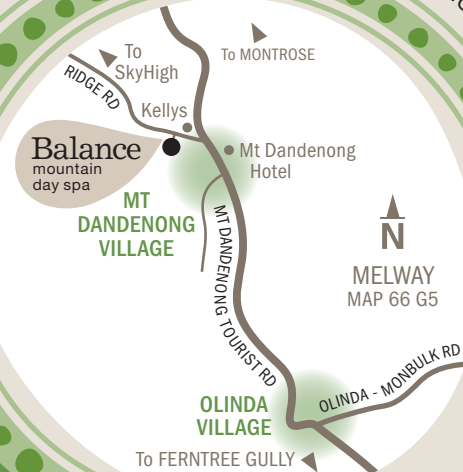 To
SkyHigh
To MONTROSE
RIDGE RD
Kellys
Balance
mountain
day spa
Mt Dandenong
Hotel
MT
DANDENONG
VILLAGE
MT DANDENONG TOURIST RD
N
MELWAY
MAP 66 G5
OLINDA - MONBULK RD
OLINDA
VILLAGE
To FERNTREE GULLY